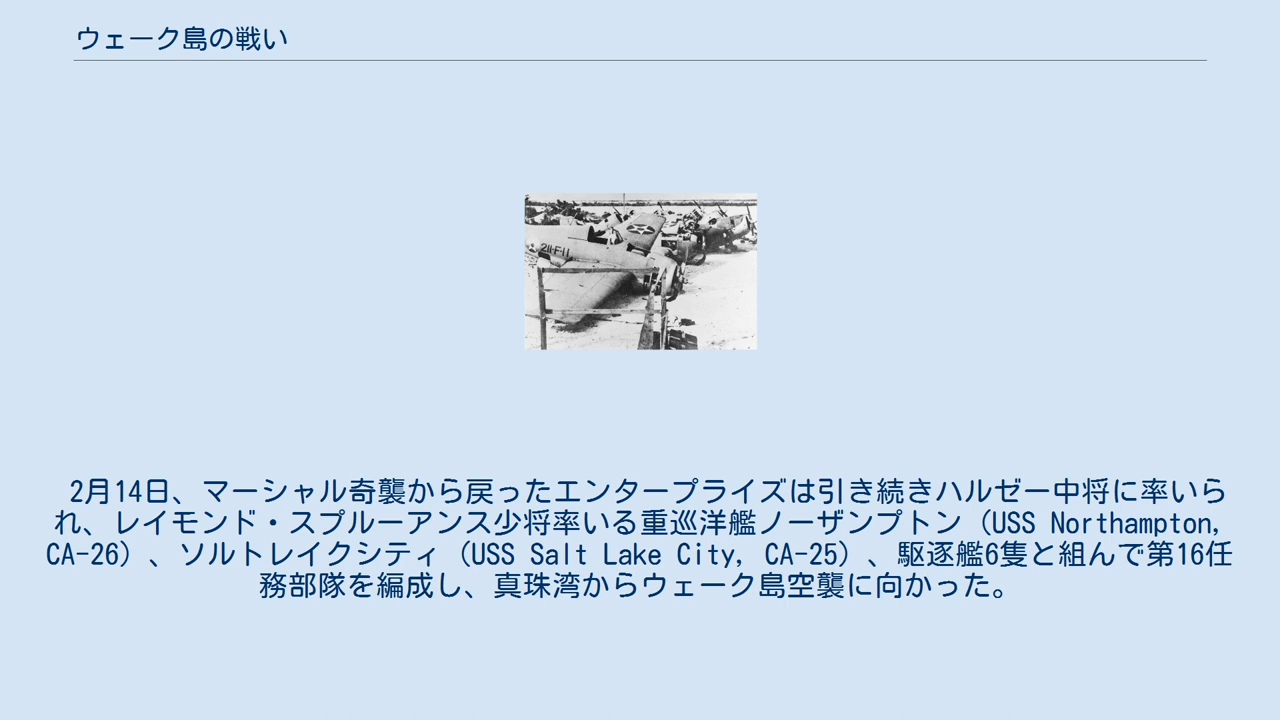 ウェーク島の戦い
211-F-11
2月14日、マーシャル奇襲から戻ったエンタープライズは引き続きハルゼー中将に率いら
れ、レイモンド・スプルーアンス少将率いる重巡洋艦ノーザンプトン（USS Northampton,
CA-26）、ソルトレイクシティ（USS Salt Lake City, CA-25）、駆逐艦6隻と組んで第16任
務部隊を編成し、真珠湾からウェーク島空襲に向かった。